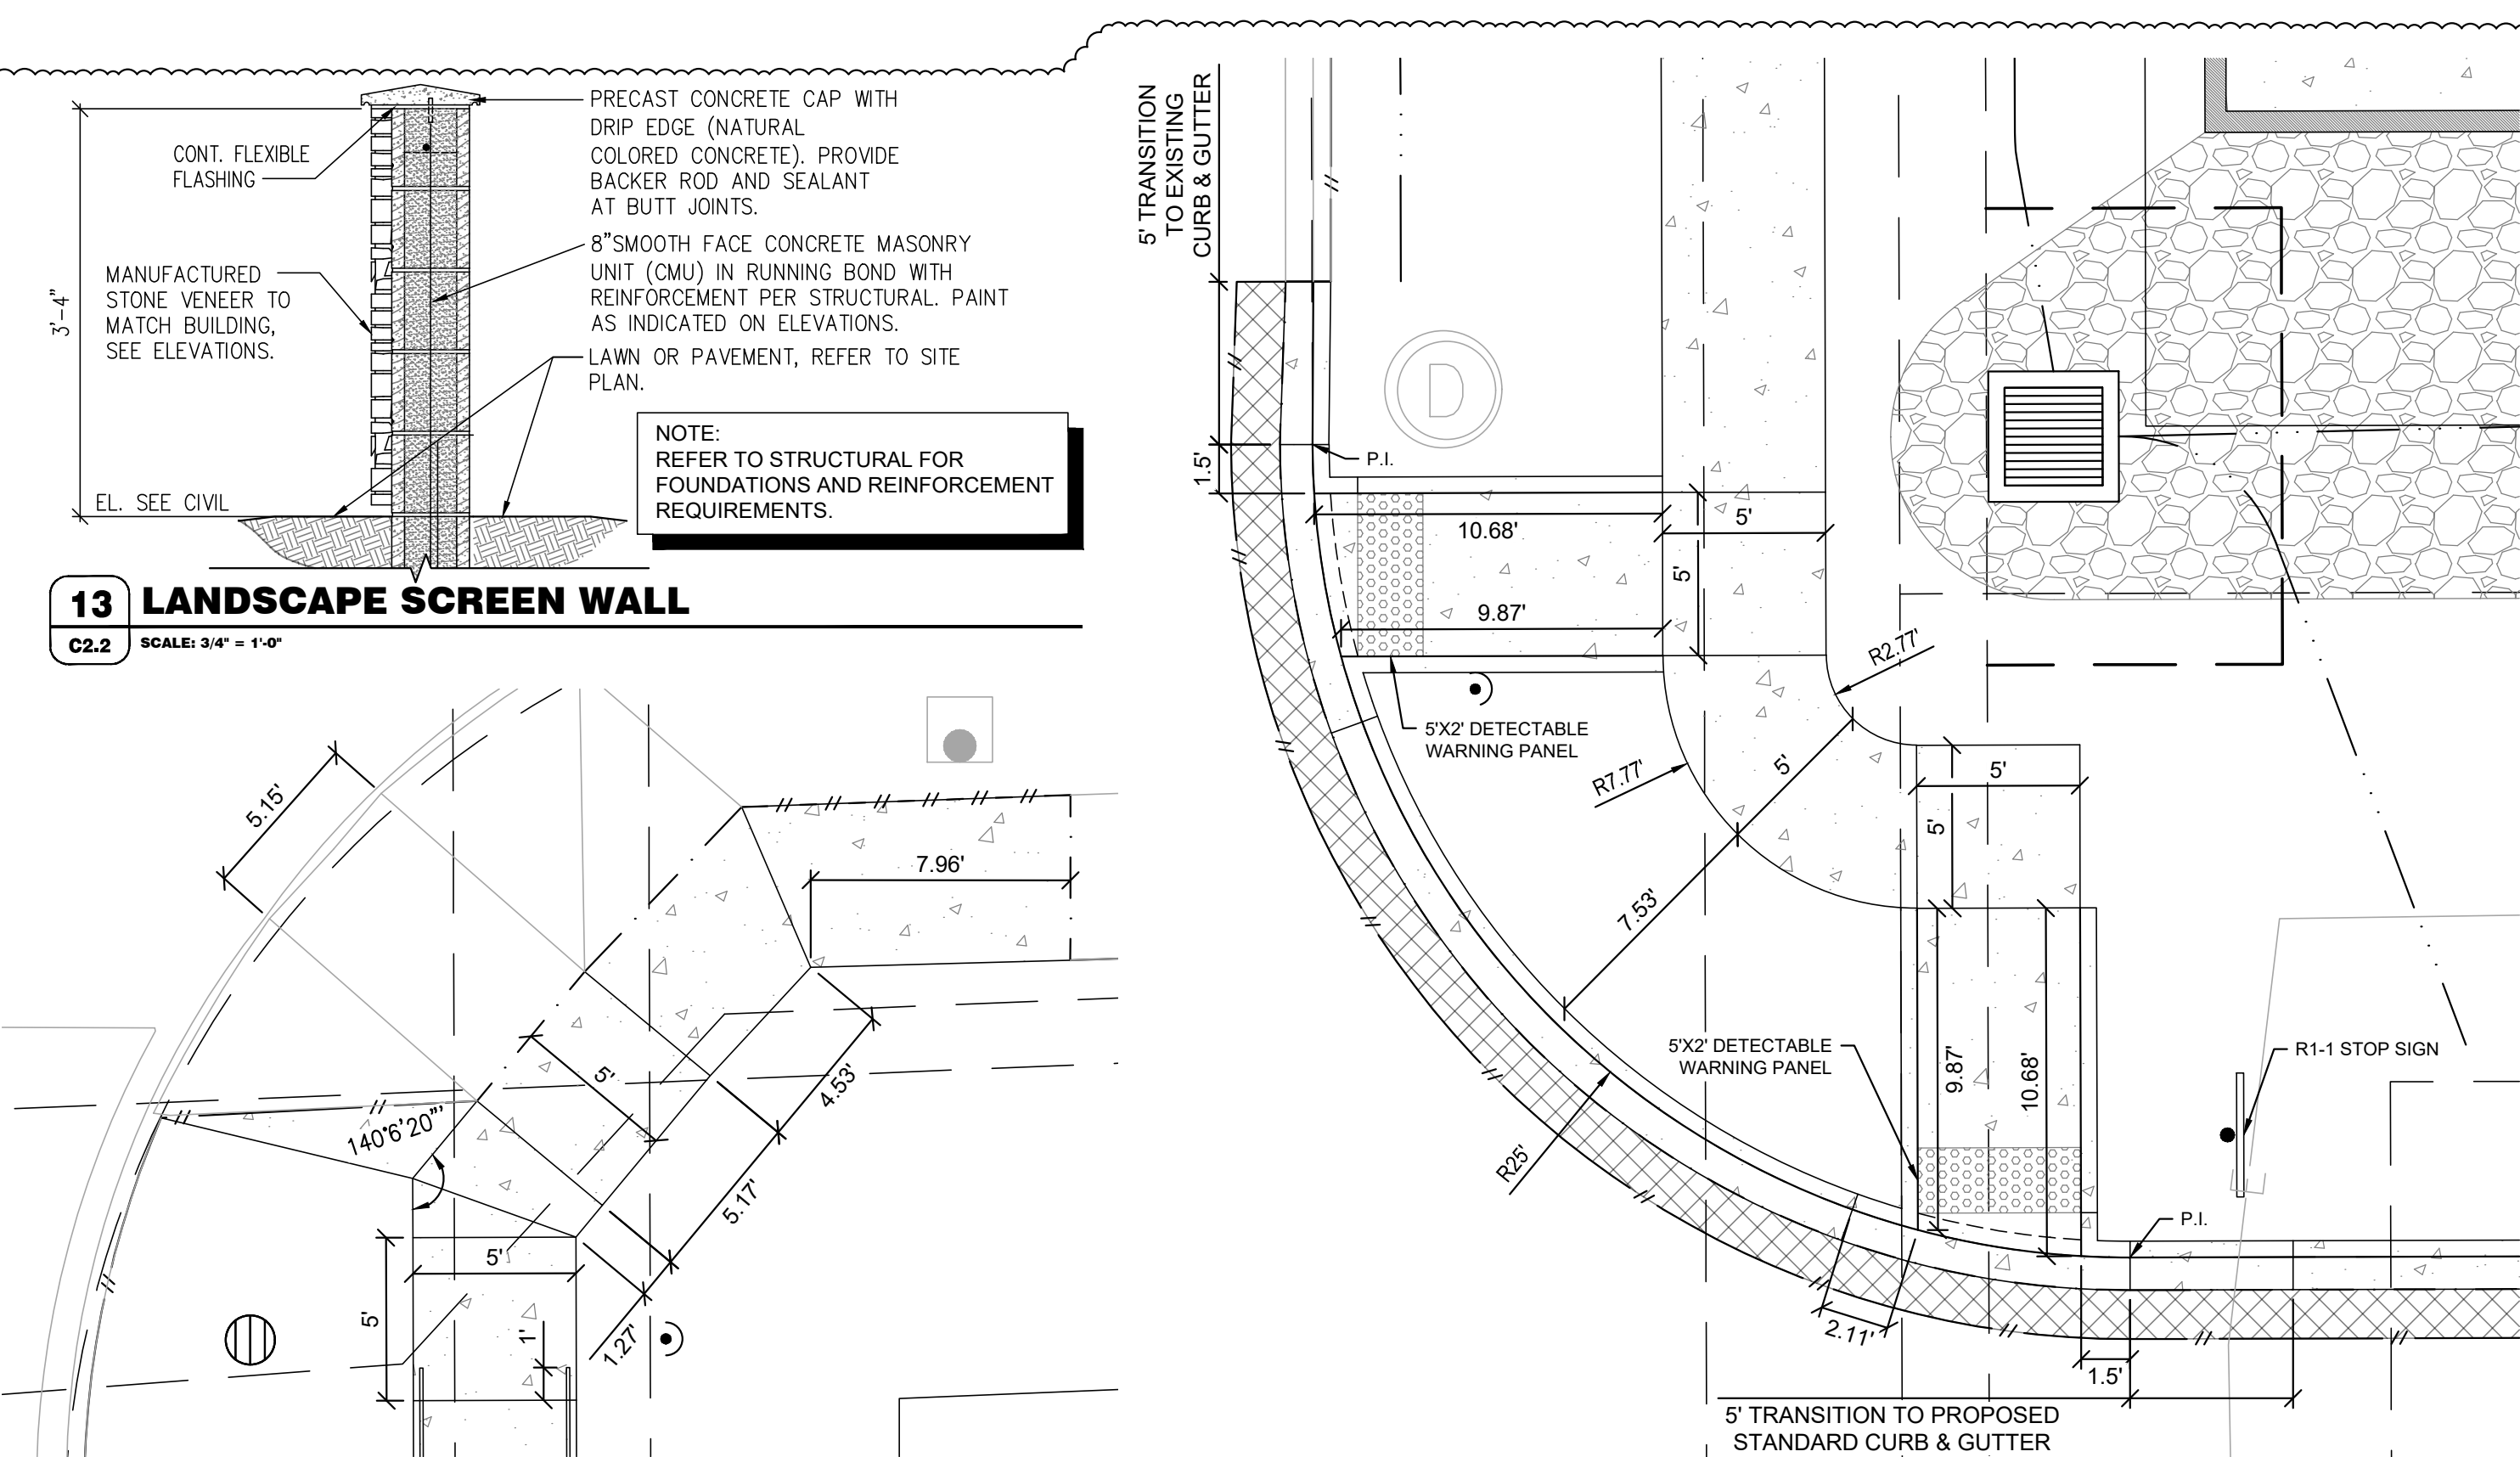 PRECAST CONCRETE CAP WITH
DRIP EDGE (NATURAL
COLORED CONCRETE). PROVIDE
BACKER ROD AND SEALANT
AT BUTT JOINTS.
CONT. FLEXIBLE
FLASHING
8"SMOOTH FACE CONCRETE MASONRY
UNIT (CMU) IN RUNNING BOND WITH
REINFORCEMENT PER STRUCTURAL. PAINT
AS INDICATED ON ELEVATIONS.
MANUFACTURED
STONE VENEER TO
MATCH BUILDING,
SEE ELEVATIONS.
3'-4"
LAWN OR PAVEMENT, REFER TO SITE
PLAN.
NOTE:
REFER TO STRUCTURAL FOR
FOUNDATIONS AND REINFORCEMENT
REQUIREMENTS.
EL. SEE CIVIL
13
LANDSCAPE SCREEN WALL
C2.2
SCALE: 3/4" = 1'-0"
5.15'
7.96'
5'
4.53'
140°6'20"'
5.17'
5'
5'
1'
1.27'
5' TRANSITION
TO EXISTING
CURB & GUTTER
D
1.5'
P.I.
10.68'
5'
5'
9.87'
R2.77'
5'X2' DETECTABLE
WARNING PANEL
R7.77'
5'
5'
5'
7.53'
5'X2' DETECTABLE
WARNING PANEL
9.87'
10.68'
R1-1 STOP SIGN
R25'
P.I.
2.11'
1.5'
5' TRANSITION TO PROPOSED
STANDARD CURB & GUTTER